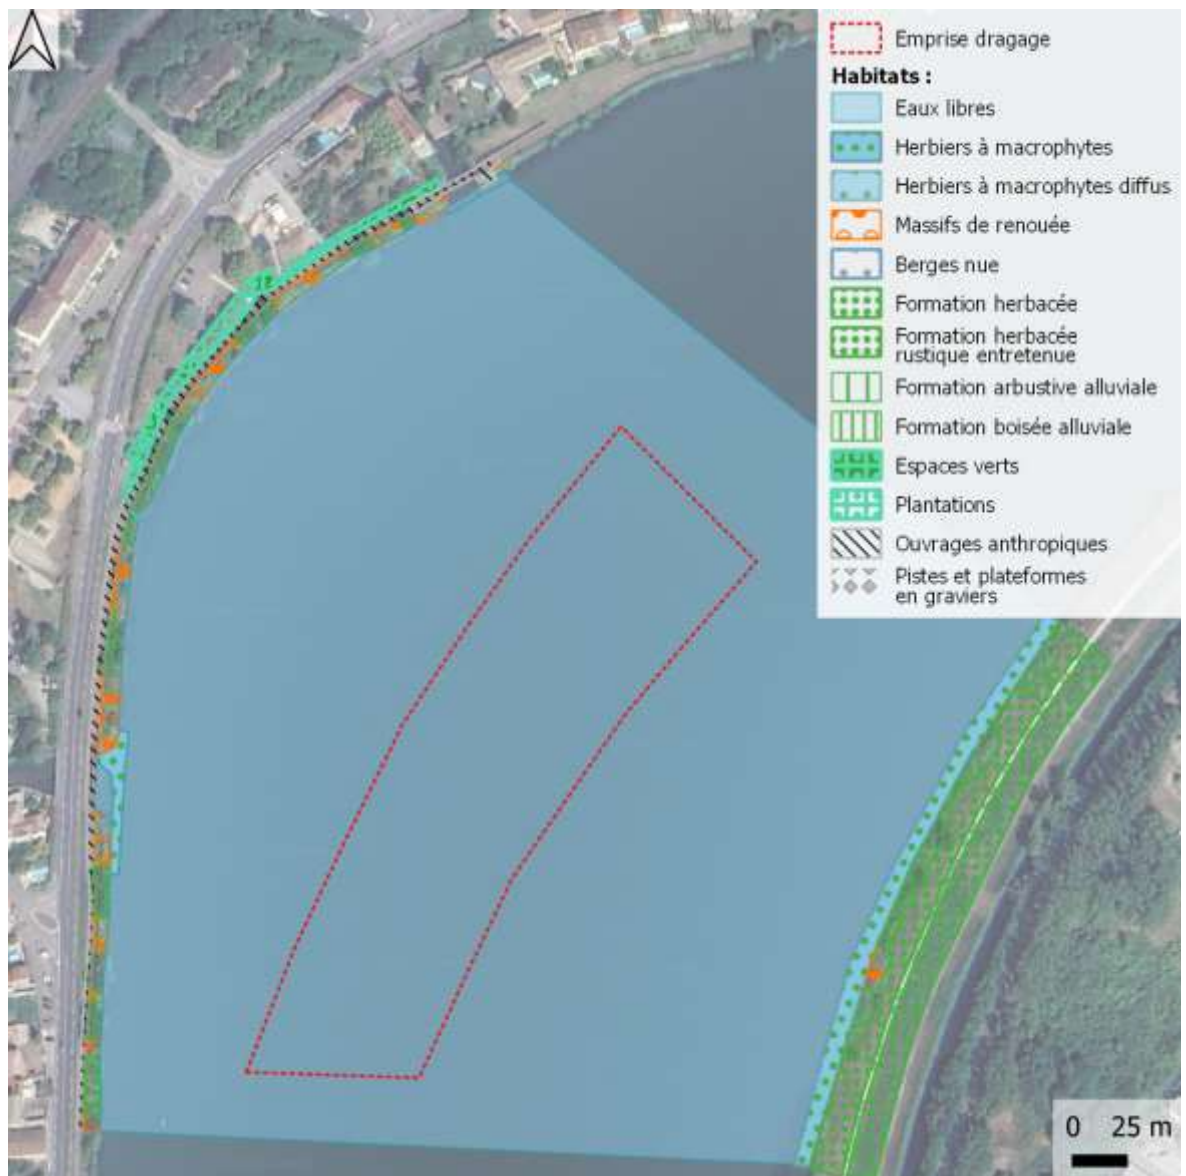 Emprise dragage
Habitats :
Eaux libres
Herbiers à macrophytes
Herbiers à macrophytes diffus
Massifs de renouée
Berges nue
Formation herbacée
Formation herbacée
rustique entretenue
Formation arbustive alluviale
Formation boisée alluviale
Espaces verts
Plantations
Ouvrages anthropiques
Pistes et plateformes
en graviers
0 25 m